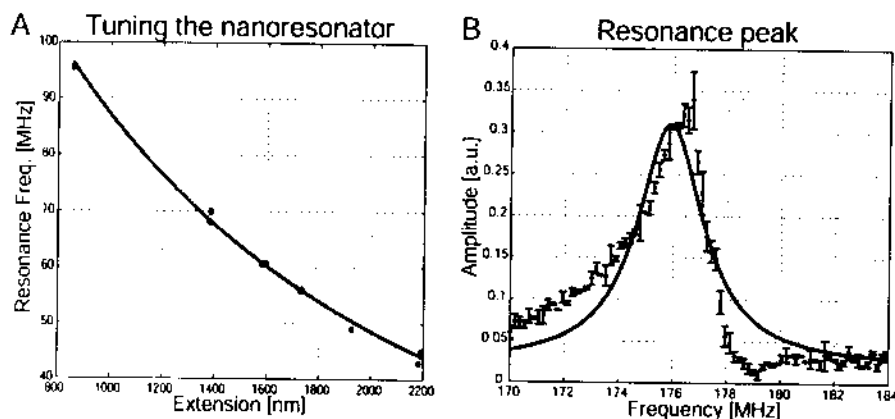 A Tuning the nanoresonator
Resonance Freq. [MHz]
100
90
80
70
60
50
40
800 1000 1200 1400 1600 1800 2000 2200
Extension [nm]
B Resonance peak
Amplitude [a.u.]
0.4
0.35
0.3
0.25
0.2
0.15
0.1
0.05
0
170 172 174 176 178 180 182
Frequency [MHz]